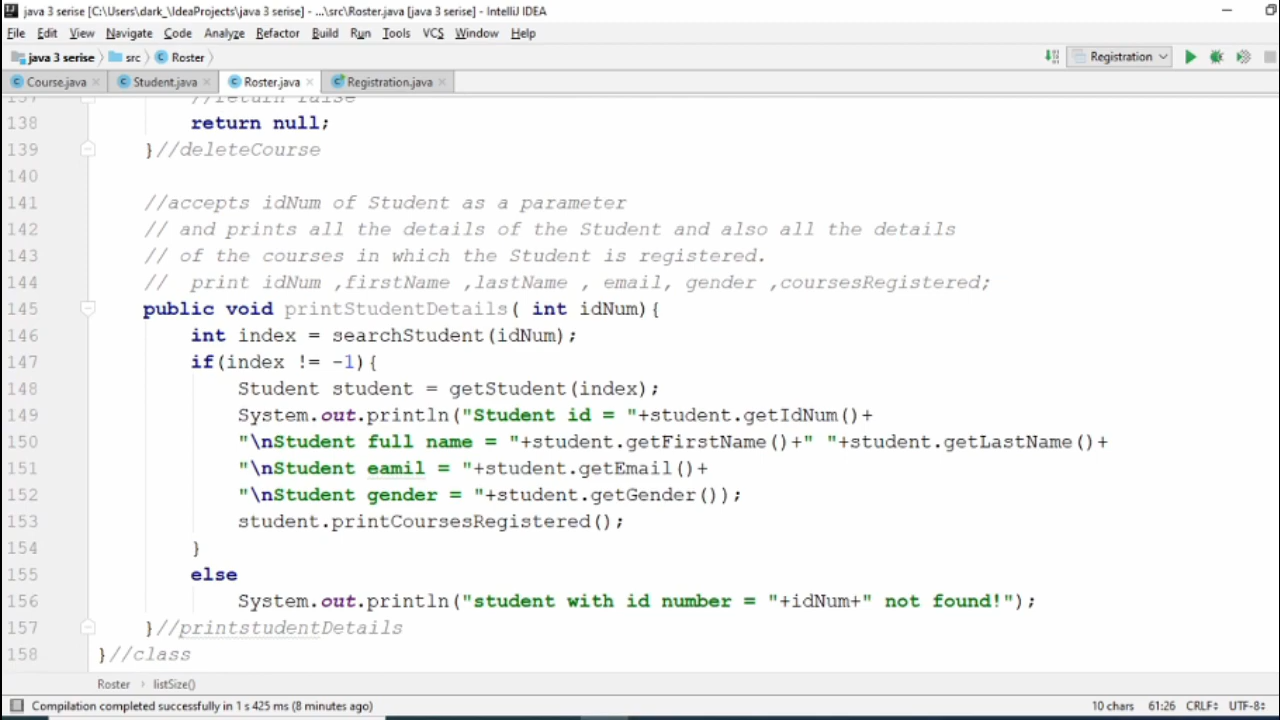 java 3 serise [C:\Users\dark_\IdeaProjects\java 3 serise] - ...\src\Roster.java [java 3 serise] - IntelliJ IDEA
File Edit View Navigate Code Analyze Refactor Build Run Tools VCS Window Help
java 3 serise src Roster Registration
Course.java Student.java Roster.java Registration.java
137 //return false
138 return null;
139 }//deleteCourse
140
141 //accepts idNum of Student as a parameter
142 // and prints all the details of the Student and also all the details
143 // of the courses in which the Student is registered.
144 //  print idNum ,firstName ,lastName , email, gender ,coursesRegistered;
145 public void printStudentDetails( int idNum){
146 int index = searchStudent(idNum);
147 if(index != -1){
148 Student student = getStudent(index);
149 System.out.println("Student id = "+student.getIdNum()+
150 "\nStudent full name = "+student.getFirstName()+" "+student.getLastName()+
151 "\nStudent eamil = "+student.getEmail()+
152 "\nStudent gender = "+student.getGender());
153 student.printCoursesRegistered();
154 }
155 else
156 System.out.println("student with id number = "+idNum+" not found!");
157 }//printstudentDetails
158 }//class
Roster listSize()
Compilation completed successfully in 1 s 425 ms (8 minutes ago) 10 chars 61:26 CRLF UTF-8